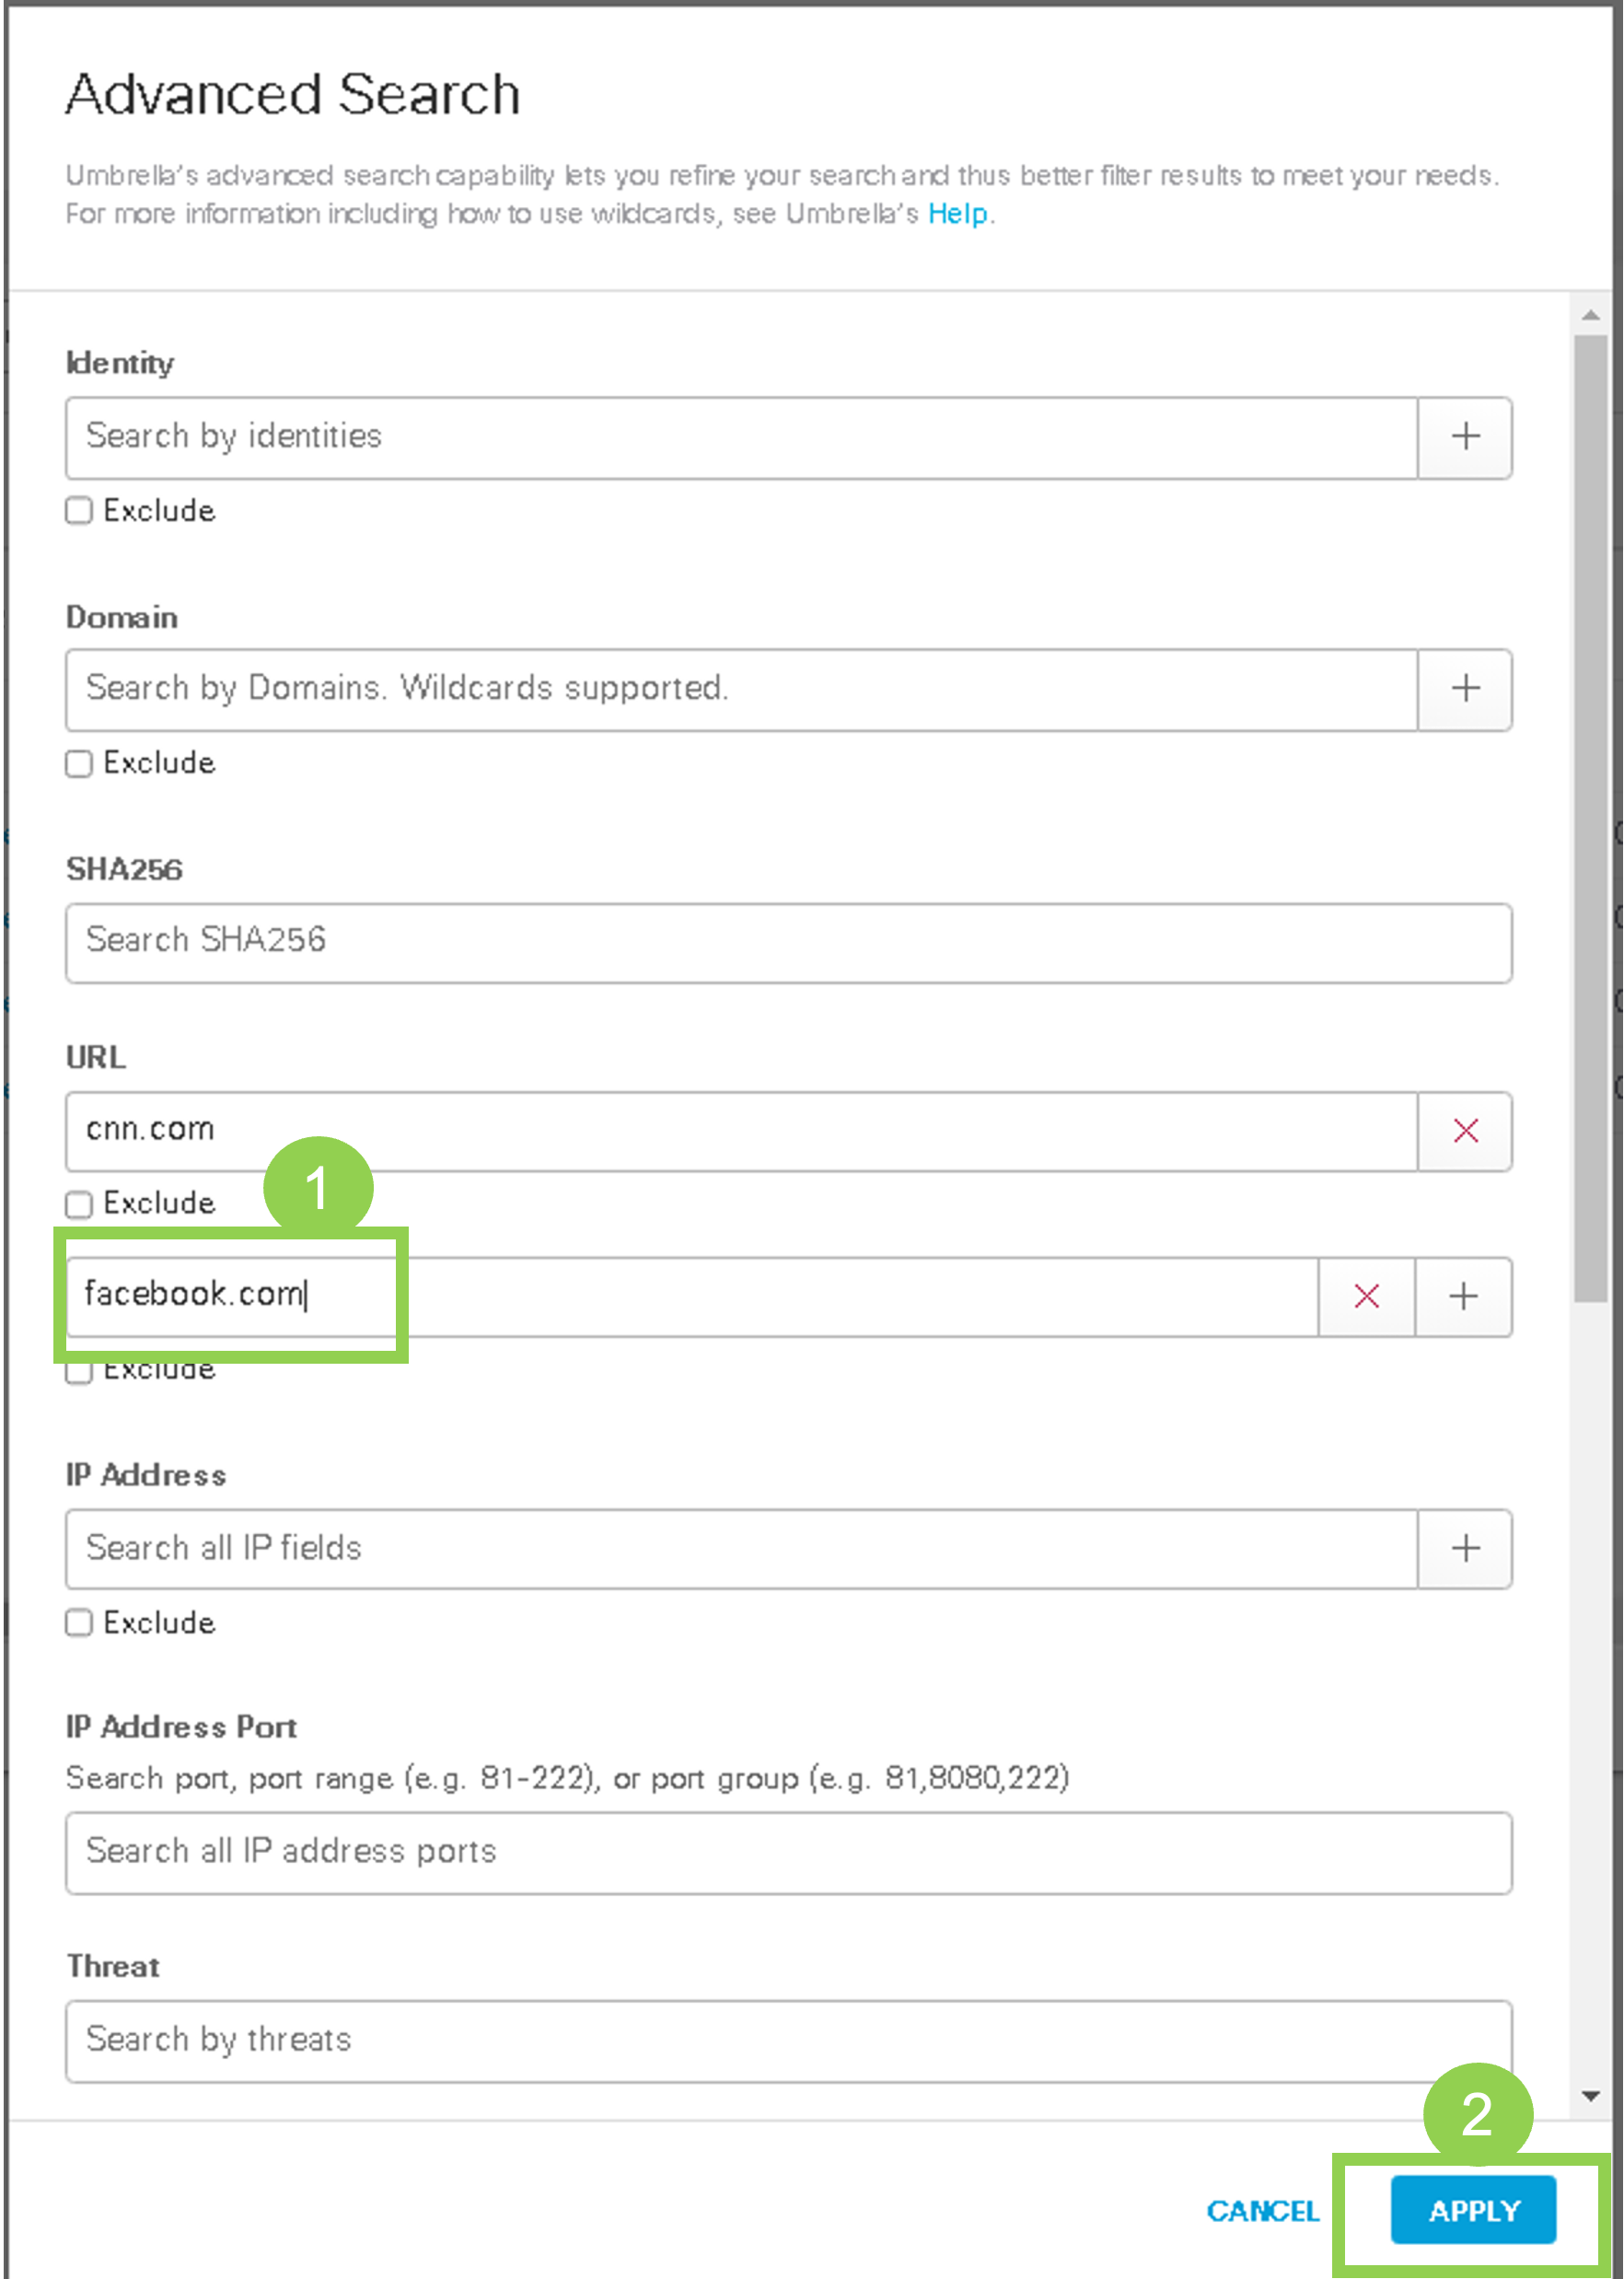 Advanced Search
Umbrella's advanced search capability lets you refine your search and thus better filter results to meet your needs.
For more information including how to use wildcards, see Umbrella's Help.
Identity
Search by identities
Exclude
Domain
Search by Domains. Wildcards supported.
Exclude
SHA256
Search SHA256
URL
cnn.com
1
Exclude
facebook.com
Exclude
IP Address
Search all IP fields
Exclude
IP Address Port
Search port, port range (e.g. 81-222), or port group (e.g. 81,8080,222)
Search all IP address ports
Threat
Search by threats
2
CANCEL APPLY